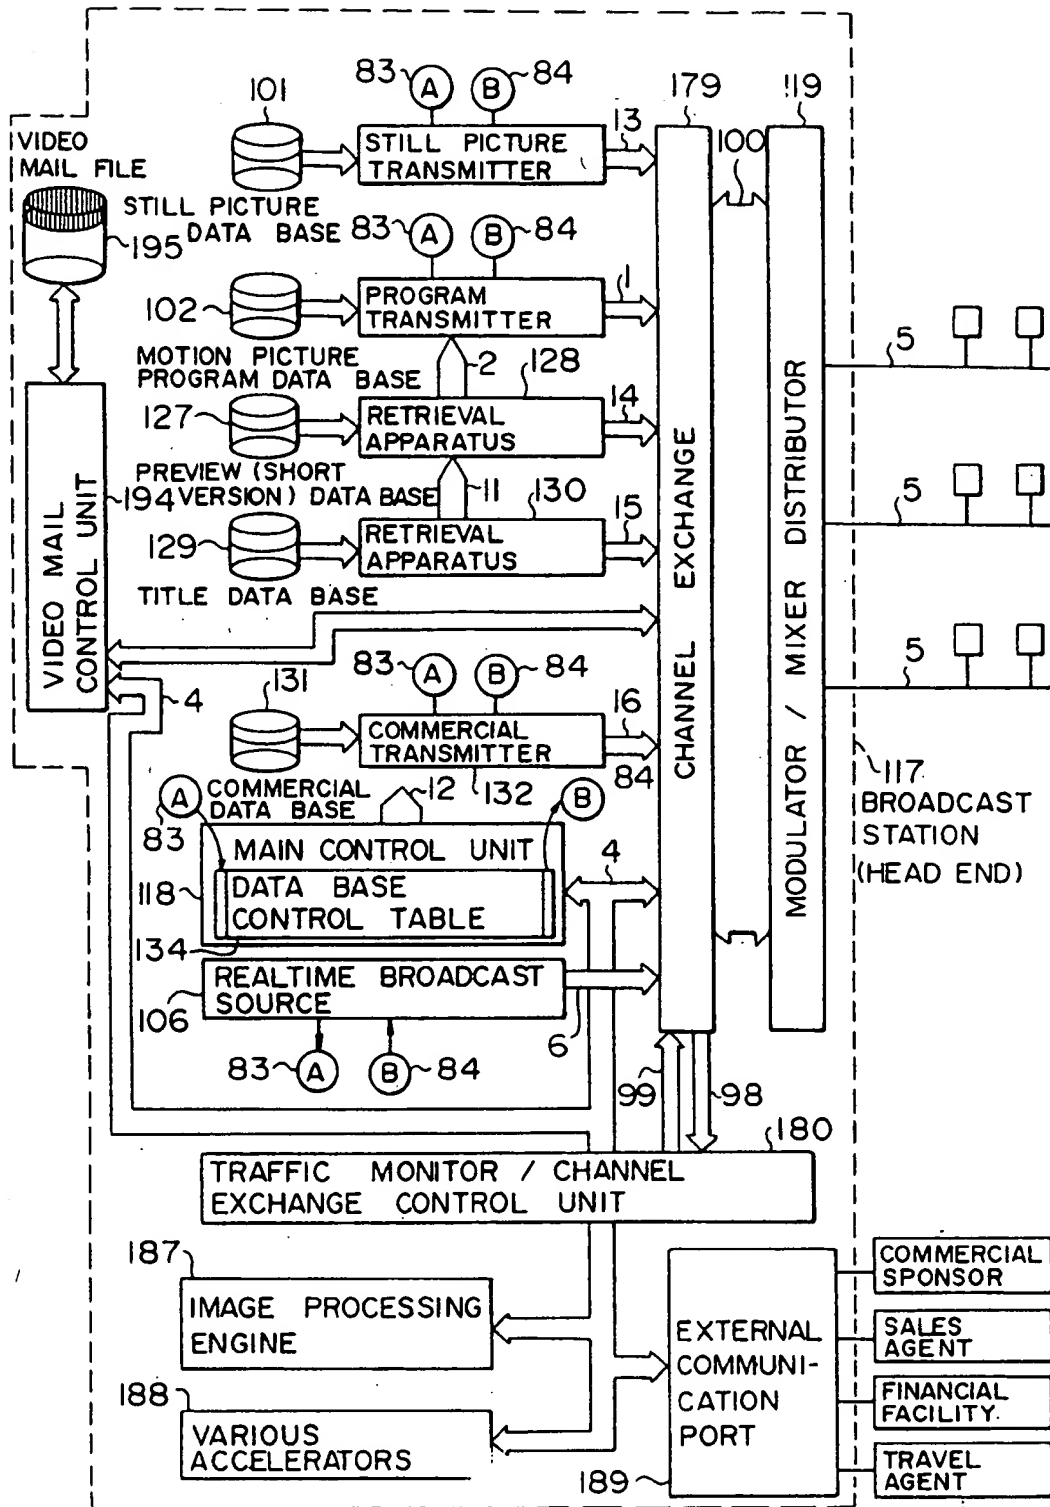 83 A B 84
179
119
101
13
100
VIDEO
MAIL FILE
STILL PICTURE
TRANSMITTER
STILL PICTURE
DATA BASE
195
83 A B 84
102
PROGRAM
TRANSMITTER
1
MOTION PICTURE
PROGRAM DATA BASE
2
128
127
RETRIEVAL
APPARATUS
14
PREVIEW (SHORT
VERSION) DATA BASE
11
130
194
129
RETRIEVAL
APPARATUS
15
TITLE DATA BASE
VIDEO MAIL
CONTROL UNIT
4
CHANNEL EXCHANGE
MODULATOR / MIXER DISTRIBUTOR
5
5
5
83 A B 84
131
COMMERCIAL
TRANSMITTER
16
84
132
COMMERCIAL
DATA BASE
12
A
83
B
MAIN CONTROL UNIT
118
DATA BASE
CONTROL TABLE
134
4
117
BROADCAST
STATION
(HEAD END)
REALTIME BROADCAST
SOURCE
106
6
83 A B 84
99
98
180
TRAFFIC MONITOR / CHANNEL
EXCHANGE CONTROL UNIT
187
IMAGE PROCESSING
ENGINE
188
VARIOUS
ACCELERATORS
EXTERNAL
COMMUNI-
CATION
PORT
189
COMMERCIAL
SPONSOR
SALES
AGENT
FINANCIAL
FACILITY.
TRAVEL
AGENT